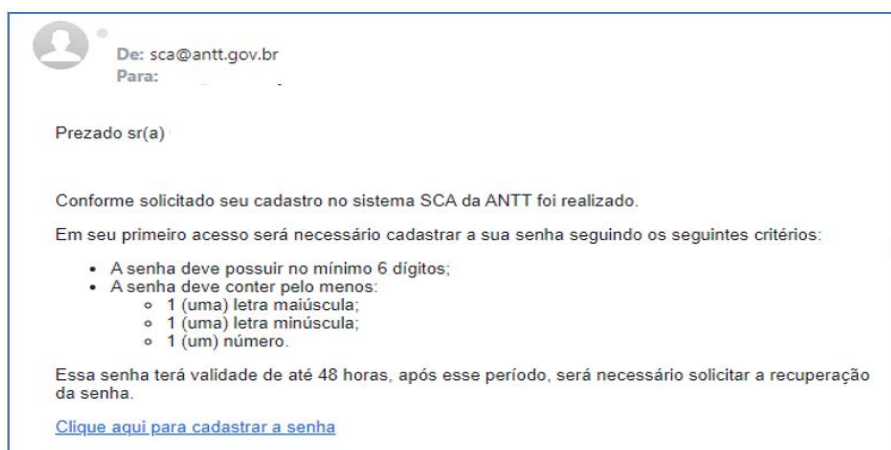 De: sca@antt.gov.br
Para:
Prezado sr(a)
Conforme solicitado seu cadastro no sistema SCA da ANTT foi realizado.
Em seu primeiro acesso será necessário cadastrar a sua senha seguindo os seguintes critérios:
• A senha deve possuir no mínimo 6 dígitos;
• A senha deve conter pelo menos:
◦ 1 (uma) letra maiúscula;
◦ 1 (uma) letra minúscula;
◦ 1 (um) número.
Essa senha terá validade de até 48 horas, após esse período, será necessário solicitar a recuperação
da senha.
Clique aqui para cadastrar a senha